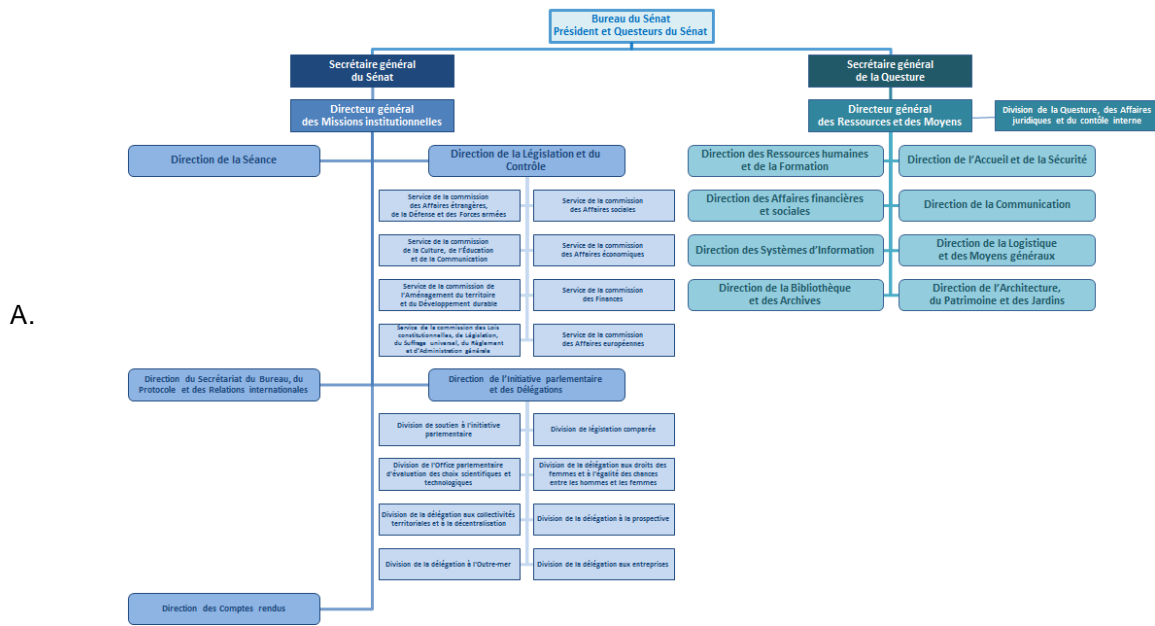 Bureau du Sénat
Président et Questeurs du Sénat
Secrétaire général
du Sénat
Secrétaire général
de la Questure
Directeur général
des Missions institutionnelles
Directeur général
des Ressources et des Moyens
Division de la Questure, des Affaires
juridiques et du contôle interne
Direction de la Séance
Direction de la Législation et du
Contrôle
Direction des Ressources humaines
et de la Formation
Direction de l'Accueil et de la Sécurité
Service de la commission
des Affaires étrangères,
de la Défense et des Forces armées
Service de la commission
des Affaires sociales
Direction des Affaires financières
et sociales
Direction de la Communication
Service de la commission
de la Culture, de l'Éducation
et de la Communication
Service de la commission
des Affaires économiques
Direction des Systèmes d'Information
Direction de la Logistique
et des Moyens généraux
Service de la commission de
l'Aménagement du territoire
et du Développement durable
Service de la commission
des Finances
Direction de la Bibliothèque
et des Archives
Direction de l'Architecture,
du Patrimoine et des Jardins
A.
Service de la commission des Lois
constitutionnelles, de Législation,
du Suffrage universel, du Règlement
et d'Administration générale
Service de la commission
des Affaires européennes
Direction du Secrétariat du Bureau, du
Protocole et des Relations internationales
Direction de l'Initiative parlementaire
et des Délégations
Division de soutien à l'initiative
parlementaire
Division de législation comparée
Division de l'Office parlementaire
d'évaluation des choix scientifiques et
technologiques
Division de la délégation aux droits des
femmes et à l'égalité des chances
entre les hommes et les femmes
Division de la délégation aux collectivités
territoriales et à la décentralisation
Division de la délégation à la prospective
Division de la délégation à l'Outre-mer
Division de la délégation aux entreprises
Direction des Comptes rendus